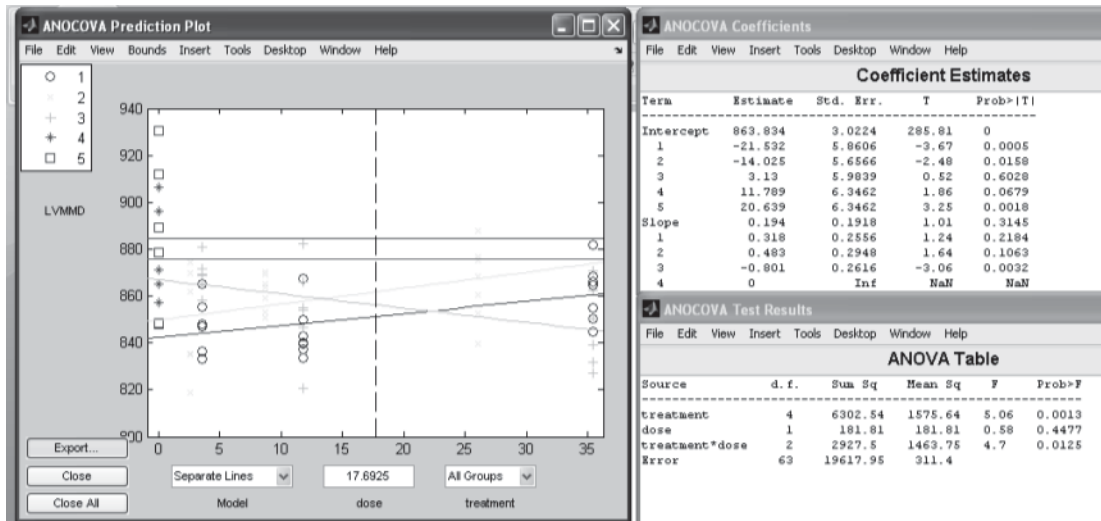 ANOCOVA Prediction Plot
File Edit View Bounds Insert Tools Desktop Window Help
1
2
3
4
5
LVMMD
940
920
900
880
860
840
820
800
0 5 10 15 20 25 30 35
Export...
Close
Close All
Separate Lines
Model
17.6925
dose
All Groups
treatment
ANOCOVA Coefficients
File Edit View Insert Tools Desktop Window Help
Coefficient Estimates
Term Estimate Std. Err. T Prob>|T|
Intercept 863.834 3.0224 285.81 0
1 -21.532 5.8606 -3.67 0.0005
2 -14.025 5.6566 -2.48 0.0158
3 3.13 5.9839 0.52 0.6028
4 11.789 6.3462 1.86 0.0679
5 20.639 6.3462 3.25 0.0018
Slope 0.194 0.1918 1.01 0.3145
1 0.318 0.2556 1.24 0.2184
2 0.483 0.2948 1.64 0.1063
3 -0.801 0.2616 -3.06 0.0032
4 0 Inf NaN NaN
ANOCOVA Test Results
File Edit View Insert Tools Desktop Window Help
ANOVA Table
Source d.f. Sum Sq Mean Sq F Prob>F
treatment 4 6302.54 1575.64 5.06 0.0013
dose 1 181.81 181.81 0.58 0.4477
treatment*dose 2 2927.5 1463.75 4.7 0.0125
Error 63 19617.95 311.4